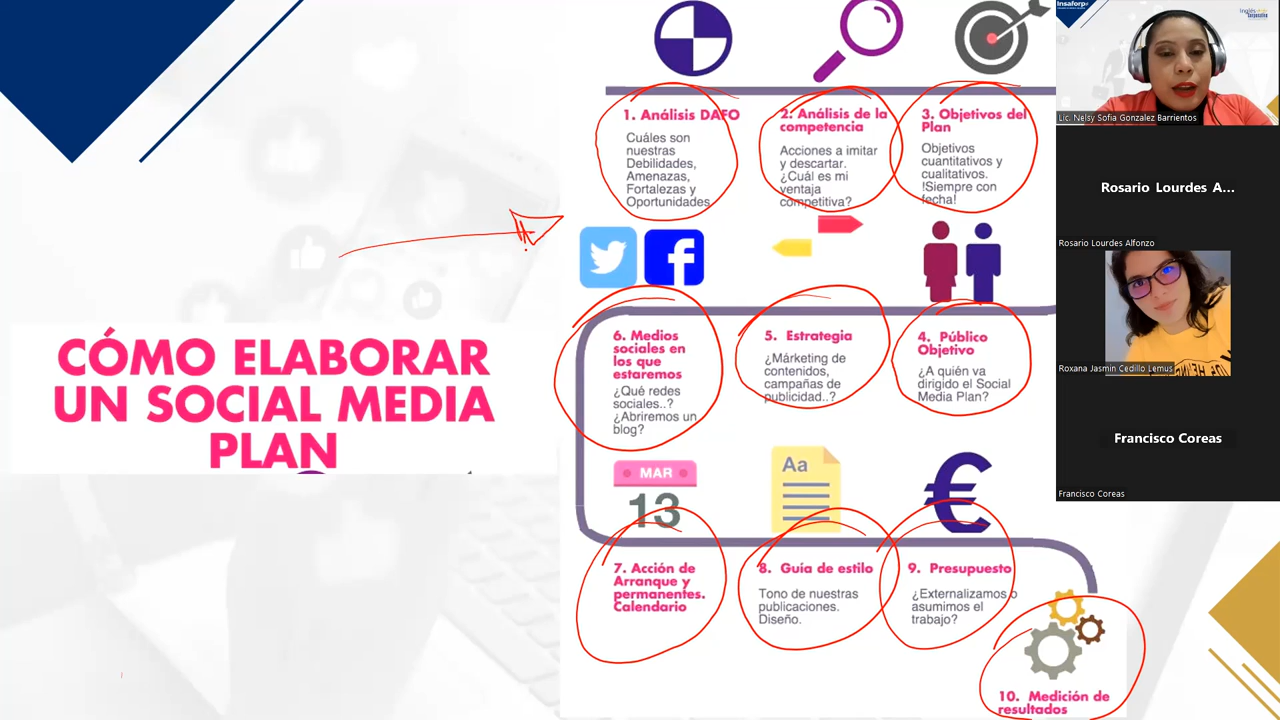 CÓMO ELABORAR
UN SOCIAL MEDIA
PLAN
1. Análisis DAFO
Cuáles son
nuestras
Debilidades,
Amenazas,
Fortalezas y
Oportunidades
2. Análisis de la
competencia
Acciones a imitar
y descartar.
¿Cuál es mi
ventaja
competitiva?
3. Objetivos del
Plan
Objetivos
cuantitativos y
cualitativos.
!Siempre con
fecha!
4. Público
Objetivo
¿A quién va
dirigido el Social
Media Plan?
5. Estrategia
¿Márketing de
contenidos,
campañas de
publicidad..?
6. Medios
sociales en
los que
estaremos
¿Qué redes
sociales..?
¿Abriremos un
blog?
MAR
13
7. Acción de
Arranque y
permanentes.
Calendario
Aa
8. Guía de estilo
Tono de nuestras
publicaciones.
Diseño.
€
9. Presupuesto
¿Externalizamos o
asumimos el
trabajo?
10. Medición de
resultados
Insaforp
Inglés
corporativo
Lic. Nelsy Sofia Gonzalez Barrientos
Rosario Lourdes A...
Rosario Lourdes Alfonzo
Roxana Jasmin Cedillo Lemus
Francisco Coreas
Francisco Coreas